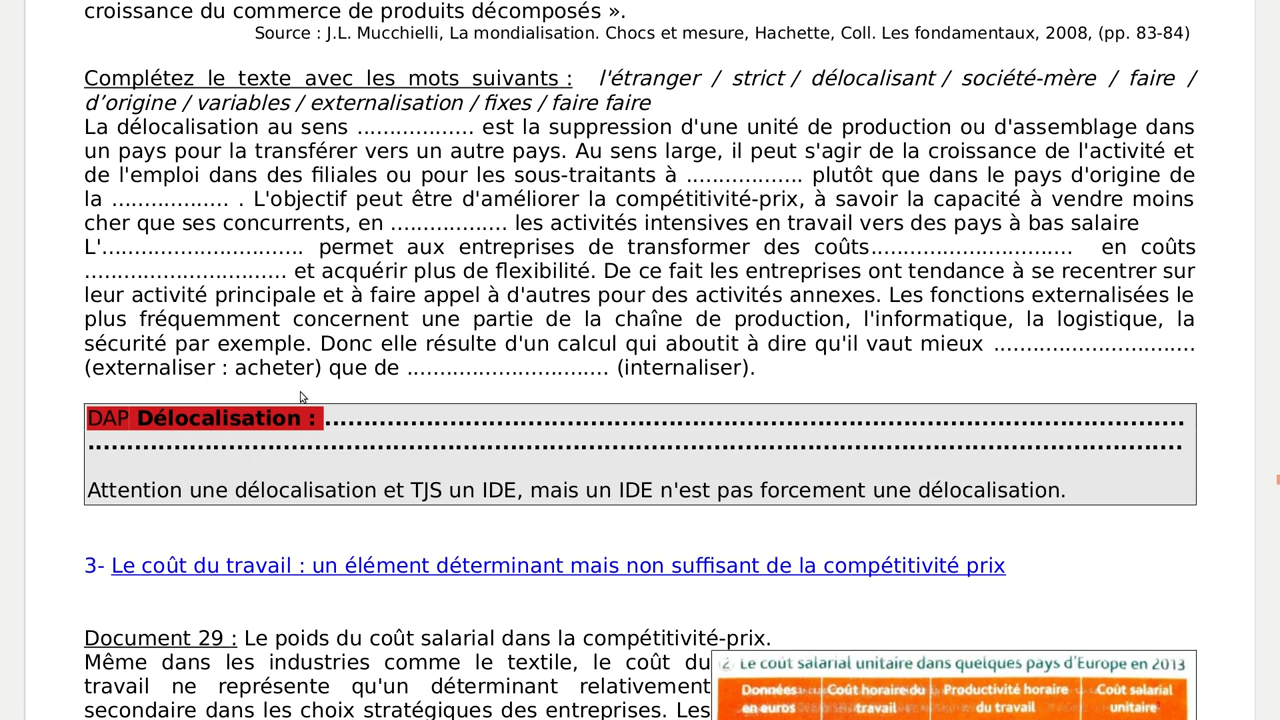 croissance du commerce de produits décomposés ».
Source : J.L. Mucchielli, La mondialisation. Chocs et mesure, Hachette, Coll. Les fondamentaux, 2008, (pp. 83-84)
Complétez le texte avec les mots suivants : l'étranger / strict / délocalisant / société-mère / faire /
d’origine / variables / externalisation / fixes / faire faire
La délocalisation au sens .................. est la suppression d'une unité de production ou d'assemblage dans
un pays pour la transférer vers un autre pays. Au sens large, il peut s'agir de la croissance de l'activité et
de l'emploi dans des filiales ou pour les sous-traitants à .................. plutôt que dans le pays d'origine de
la .................. . L'objectif peut être d'améliorer la compétitivité-prix, à savoir la capacité à vendre moins
cher que ses concurrents, en .................. les activités intensives en travail vers des pays à bas salaire
L'............................... permet aux entreprises de transformer des coûts............................... en coûts
............................... et acquérir plus de flexibilité. De ce fait les entreprises ont tendance à se recentrer sur
leur activité principale et à faire appel à d'autres pour des activités annexes. Les fonctions externalisées le
plus fréquemment concernent une partie de la chaîne de production, l'informatique, la logistique, la
sécurité par exemple. Donc elle résulte d'un calcul qui aboutit à dire qu'il vaut mieux ...............................
(externaliser : acheter) que de ............................... (internaliser).
DAP Délocalisation : ....................................................................................................
....................................................................................................
Attention une délocalisation et TJS un IDE, mais un IDE n'est pas forcement une délocalisation.
3- Le coût du travail : un élément déterminant mais non suffisant de la compétitivité prix
Document 29 : Le poids du coût salarial dans la compétitivité-prix.
Même dans les industries comme le textile, le coût du
travail ne représente qu'un déterminant relativement
secondaire dans les choix stratégiques des entreprises. Les
2 Le coût salarial unitaire dans quelques pays d'Europe en 2013
Données en euros
Coût horaire du travail
Productivité horaire du travail
Coût salarial unitaire